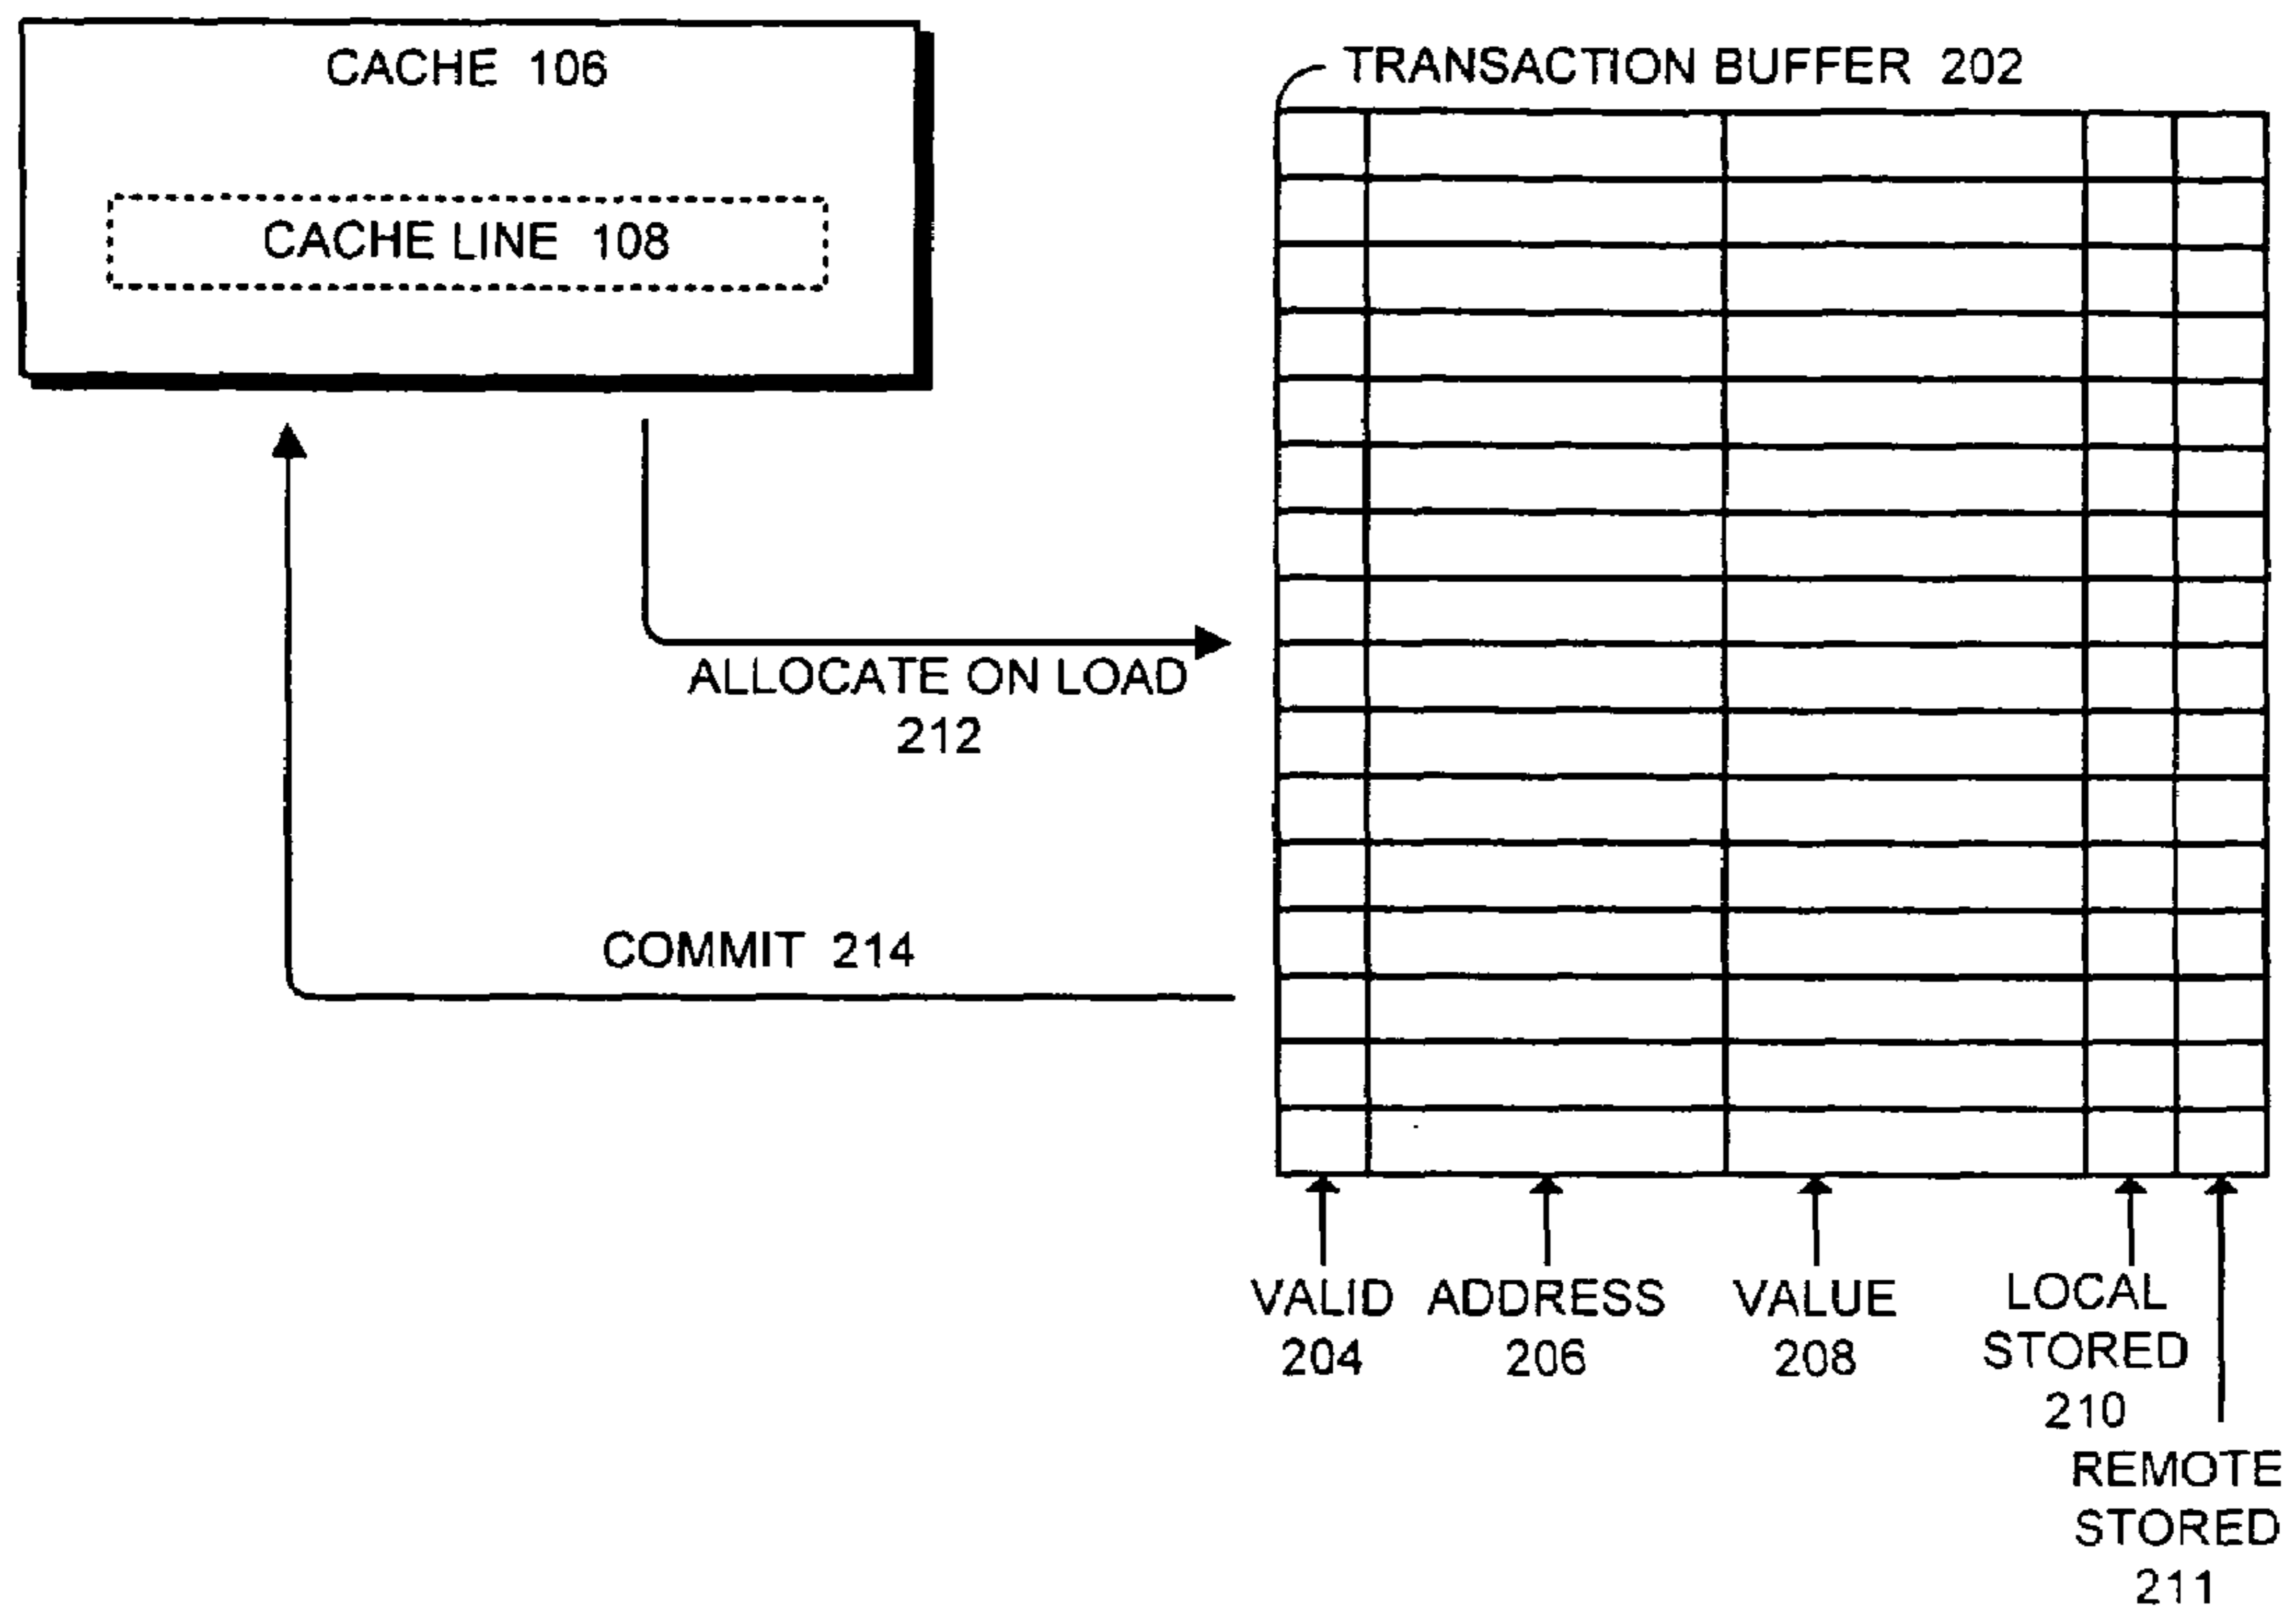 CACHE 106
CACHE LINE 108
TRANSACTION BUFFER 202
ALLOCATE ON LOAD
212
COMMIT 214
VALID
204
ADDRESS
206
VALUE
208
LOCAL
STORED
210
REMOTE
STORED
211